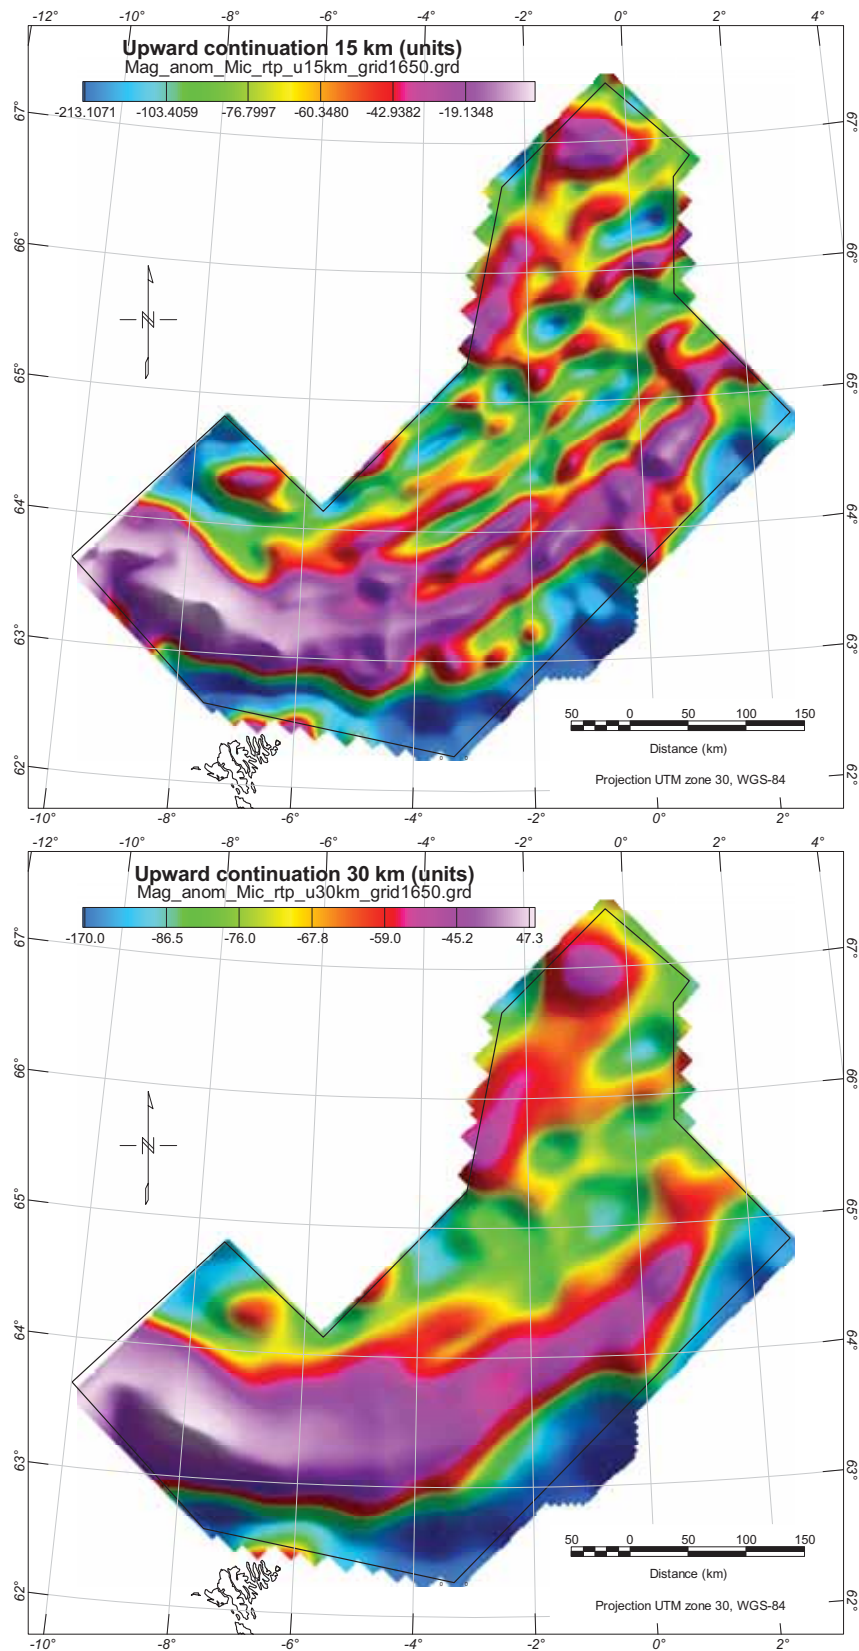 -12° -10° -8° -6° -4° -2° 0° 2° 4°
Upward continuation 15 km (units)
Mag_anom_Mic_rtp_u15km_grid1650.grd
-213.1071 -103.4059 -76.7997 -60.3480 -42.9382 -19.1348
67° 67°
66° 66°
N
65° 65°
64° 64°
63° 63°
50 0 50 100 150
Distance (km)
62° 62°
Projection UTM zone 30, WGS-84
-10° -8° -6° -4° -2° 0° 2°
-12° -10° -8° -6° -4° -2° 0° 2° 4°
Upward continuation 30 km (units)
Mag_anom_Mic_rtp_u30km_grid1650.grd
-170.0 -86.5 -76.0 -67.8 -59.0 -45.2 47.3
67° 67°
66° 66°
N
65° 65°
64° 64°
63° 63°
50 0 50 100 150
Distance (km)
62° 62°
Projection UTM zone 30, WGS-84
-10° -8° -6° -4° -2° 0° 2°